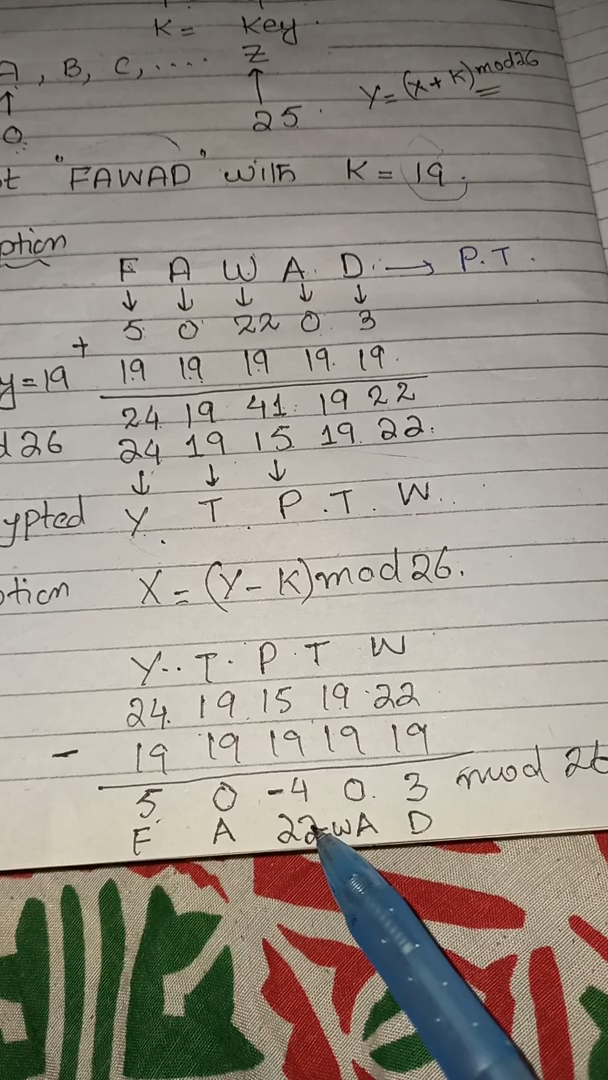 K = Key.
A, B, C, .... Z
↑ ↑
0 25.
Y = (x + K) mod 26
"FAWAD" with K = 19.
F A W A. D. → P.T.
↓ ↓ ↓ ↓ ↓
5 0 22 0 3
+
y = 19 19 19 19 19. 19.
24 19 41 19 22
d 26 24 19 15 19 22.
↓ ↓ ↓
ypted Y. T P.T. W..
X = (Y - K) mod 26.
Y.. T. P. T W
24. 19 15 19 22
- 19 19 19 19 19
5. 0 -4 0. 3 mod 26
F A 22 W A D